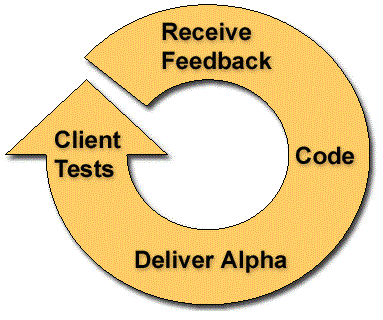 Receive
Feedback
Code
Deliver Alpha
Client
Tests